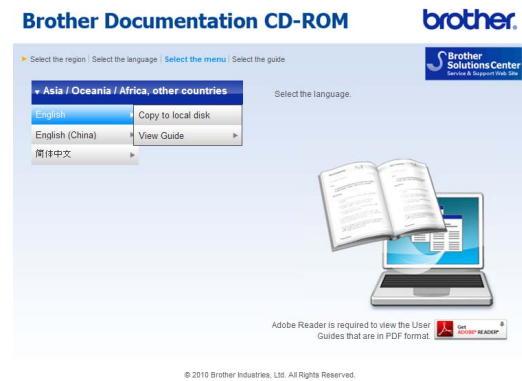 Brother Documentation CD-ROM
brother.
Select the region | Select the language | Select the menu | Select the guide
Brother
Solutions Center
Service & Support Web Site
Asia / Oceania / Africa, other countries
Select the language.
English
Copy to local disk
English (China)
View Guide
简体中文
Adobe Reader is required to view the User
Guides that are in PDF format.
Get
ADOBE® READER®
© 2010 Brother Industries, Ltd. All Rights Reserved.